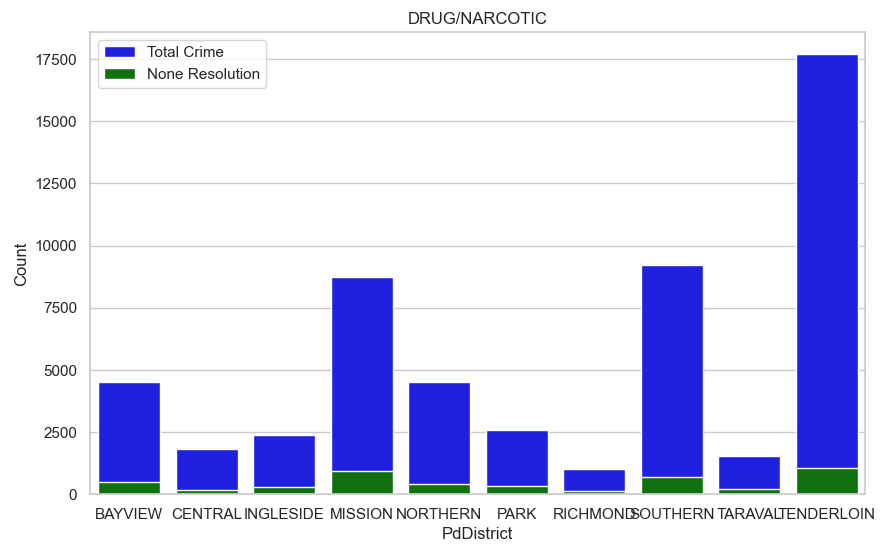 DRUG/NARCOTIC
Total Crime
None Resolution
17500
15000
12500
10000
7500
5000
2500
0
Count
BAYVIEW CENTRAL INGLESIDE MISSION NORTHERN PARK RICHMOND SOUTHERN TARAVAL TENDERLOIN
PdDistrict